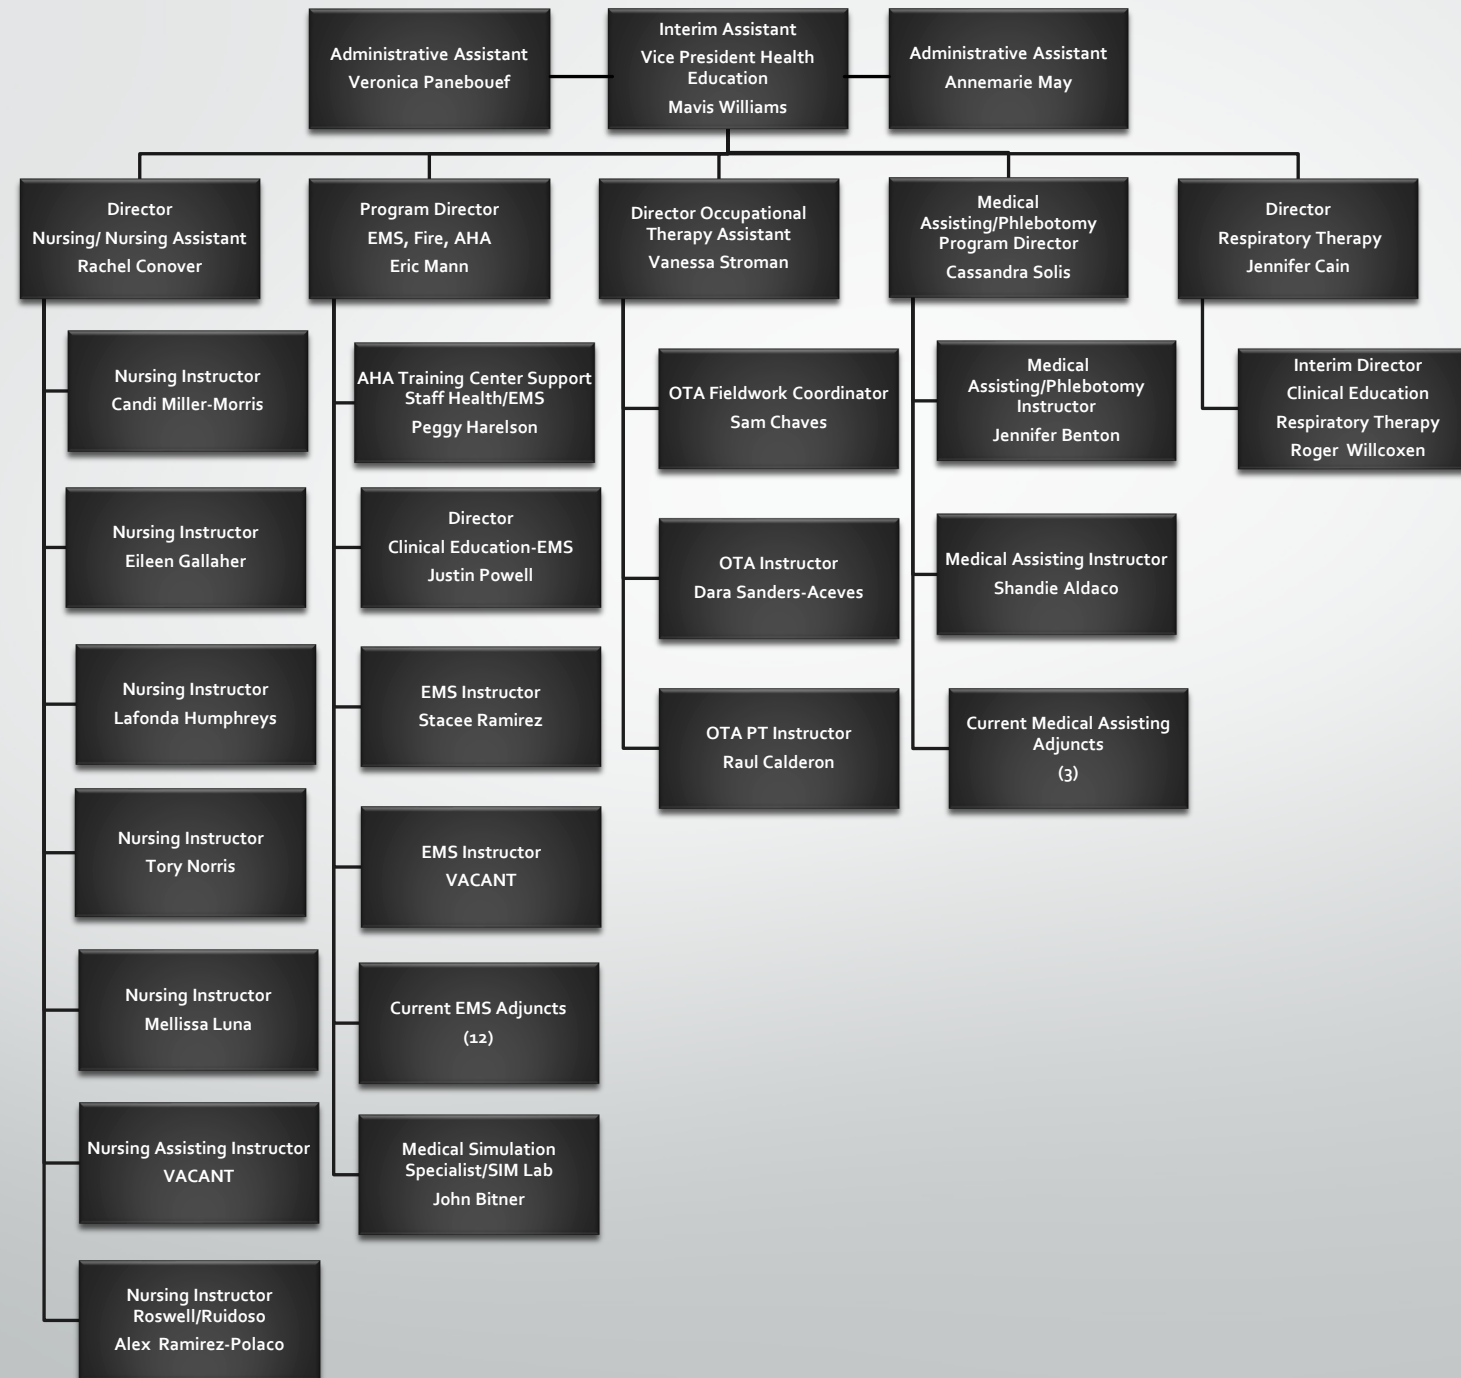 Administrative Assistant
Veronica Panebouef
Interim Assistant
Vice President Health
Education
Mavis Williams
Administrative Assistant
Annemarie May
Director
Nursing/ Nursing Assistant
Rachel Conover
Program Director
EMS, Fire, AHA
Eric Mann
Director Occupational
Therapy Assistant
Vanessa Stroman
Medical
Assisting/Phlebotomy
Program Director
Cassandra Solis
Director
Respiratory Therapy
Jennifer Cain
Nursing Instructor
Candi Miller-Morris
Nursing Instructor
Eileen Gallaher
Nursing Instructor
Lafonda Humphreys
Nursing Instructor
Tory Norris
Nursing Instructor
Mellissa Luna
Nursing Assisting Instructor
VACANT
Nursing Instructor
Roswell/Ruidoso
Alex Ramirez-Polaco
AHA Training Center Support
Staff Health/EMS
Peggy Harelson
Director
Clinical Education-EMS
Justin Powell
EMS Instructor
Stacee Ramirez
EMS Instructor
VACANT
Current EMS Adjuncts
(12)
Medical Simulation
Specialist/SIM Lab
John Bitner
OTA Fieldwork Coordinator
Sam Chaves
OTA Instructor
Dara Sanders-Aceves
OTA PT Instructor
Raul Calderon
Medical
Assisting/Phlebotomy
Instructor
Jennifer Benton
Medical Assisting Instructor
Shandie Aldaco
Current Medical Assisting
Adjuncts
(3)
Interim Director
Clinical Education
Respiratory Therapy
Roger Willcoxen